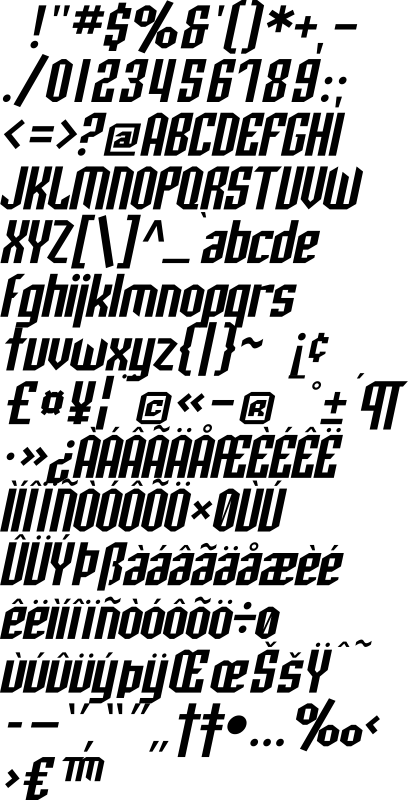 !"#$%&'()*+,-
./0123456789:;
<=>?@ABCDEFGHI
JKLMNOPQRSTUVW
XYZ[\]^_`abcde
fghijklmnopqrs
tuvwxyz{|}~ ¡¢
£¤¥¦¨©«-®¯°±´¶
·»¿ÀÁÂÃÄÅÆÈÉÊË
ÌÍÎÏÑÒÓÔÕÖ×ØÙÚ
ÛÜÝÞßàáâãäåæèé
êëìíîïñòóôõö÷ø
ùúûüýþÿŒœŠšŸˆ˜
–—‘’‚“”„†‡•…‰‹
›€™